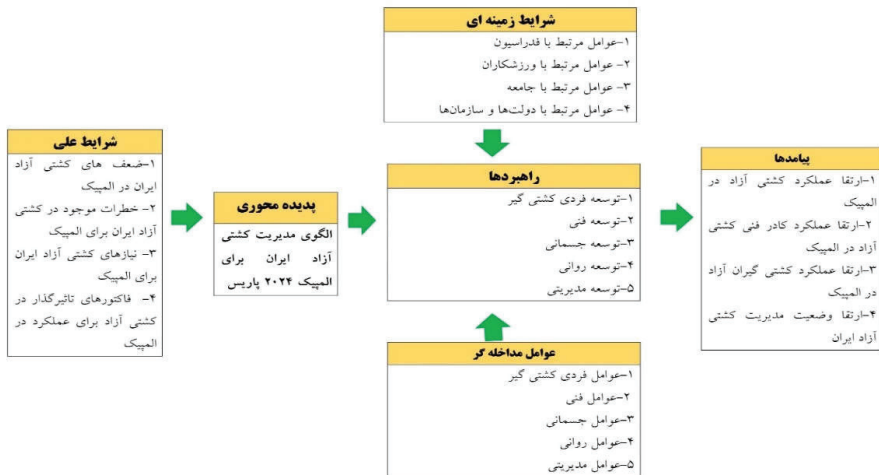 شرایط زمینه ای
۱-عوامل مرتبط با فدراسیون
۲- عوامل مرتبط با ورزشکاران
۳- عوامل مرتبط با جامعه
۴- عوامل مرتبط با دولت‌ها و سازمان‌ها
شرایط علی
۱-ضعف های کشتی آزاد
ایران در المپیک
۲- خطرات موجود در کشتی
آزاد ایران برای المپیک
۳- نیازهای کشتی آزاد ایران
برای المپیک
۴- فاکتورهای تاثیرگذار در
کشتی آزاد برای عملکرد در
المپیک
پدیده محوری
الگوی مدیریت کشتی
آزاد ایران برای
المپیک ۲۰۲۴ پاریس
راهبردها
۱-توسعه فردی کشتی گیر
۲-توسعه فنی
۳-توسعه جسمانی
۴-توسعه روانی
۵-توسعه مدیریتی
پیامدها
۱-ارتقا عملکرد کشتی آزاد در
المپیک
۲-ارتقا عملکرد کادر فنی کشتی
آزاد در المپیک
۳-ارتقا عملکرد کشتی گیران آزاد
در المپیک
۴-ارتقا وضعیت مدیریت کشتی
آزاد ایران
عوامل مداخله گر
۱-عوامل فردی کشتی گیر
۲-عوامل فنی
۳-عوامل جسمانی
۴-عوامل روانی
۵-عوامل مدیریتی